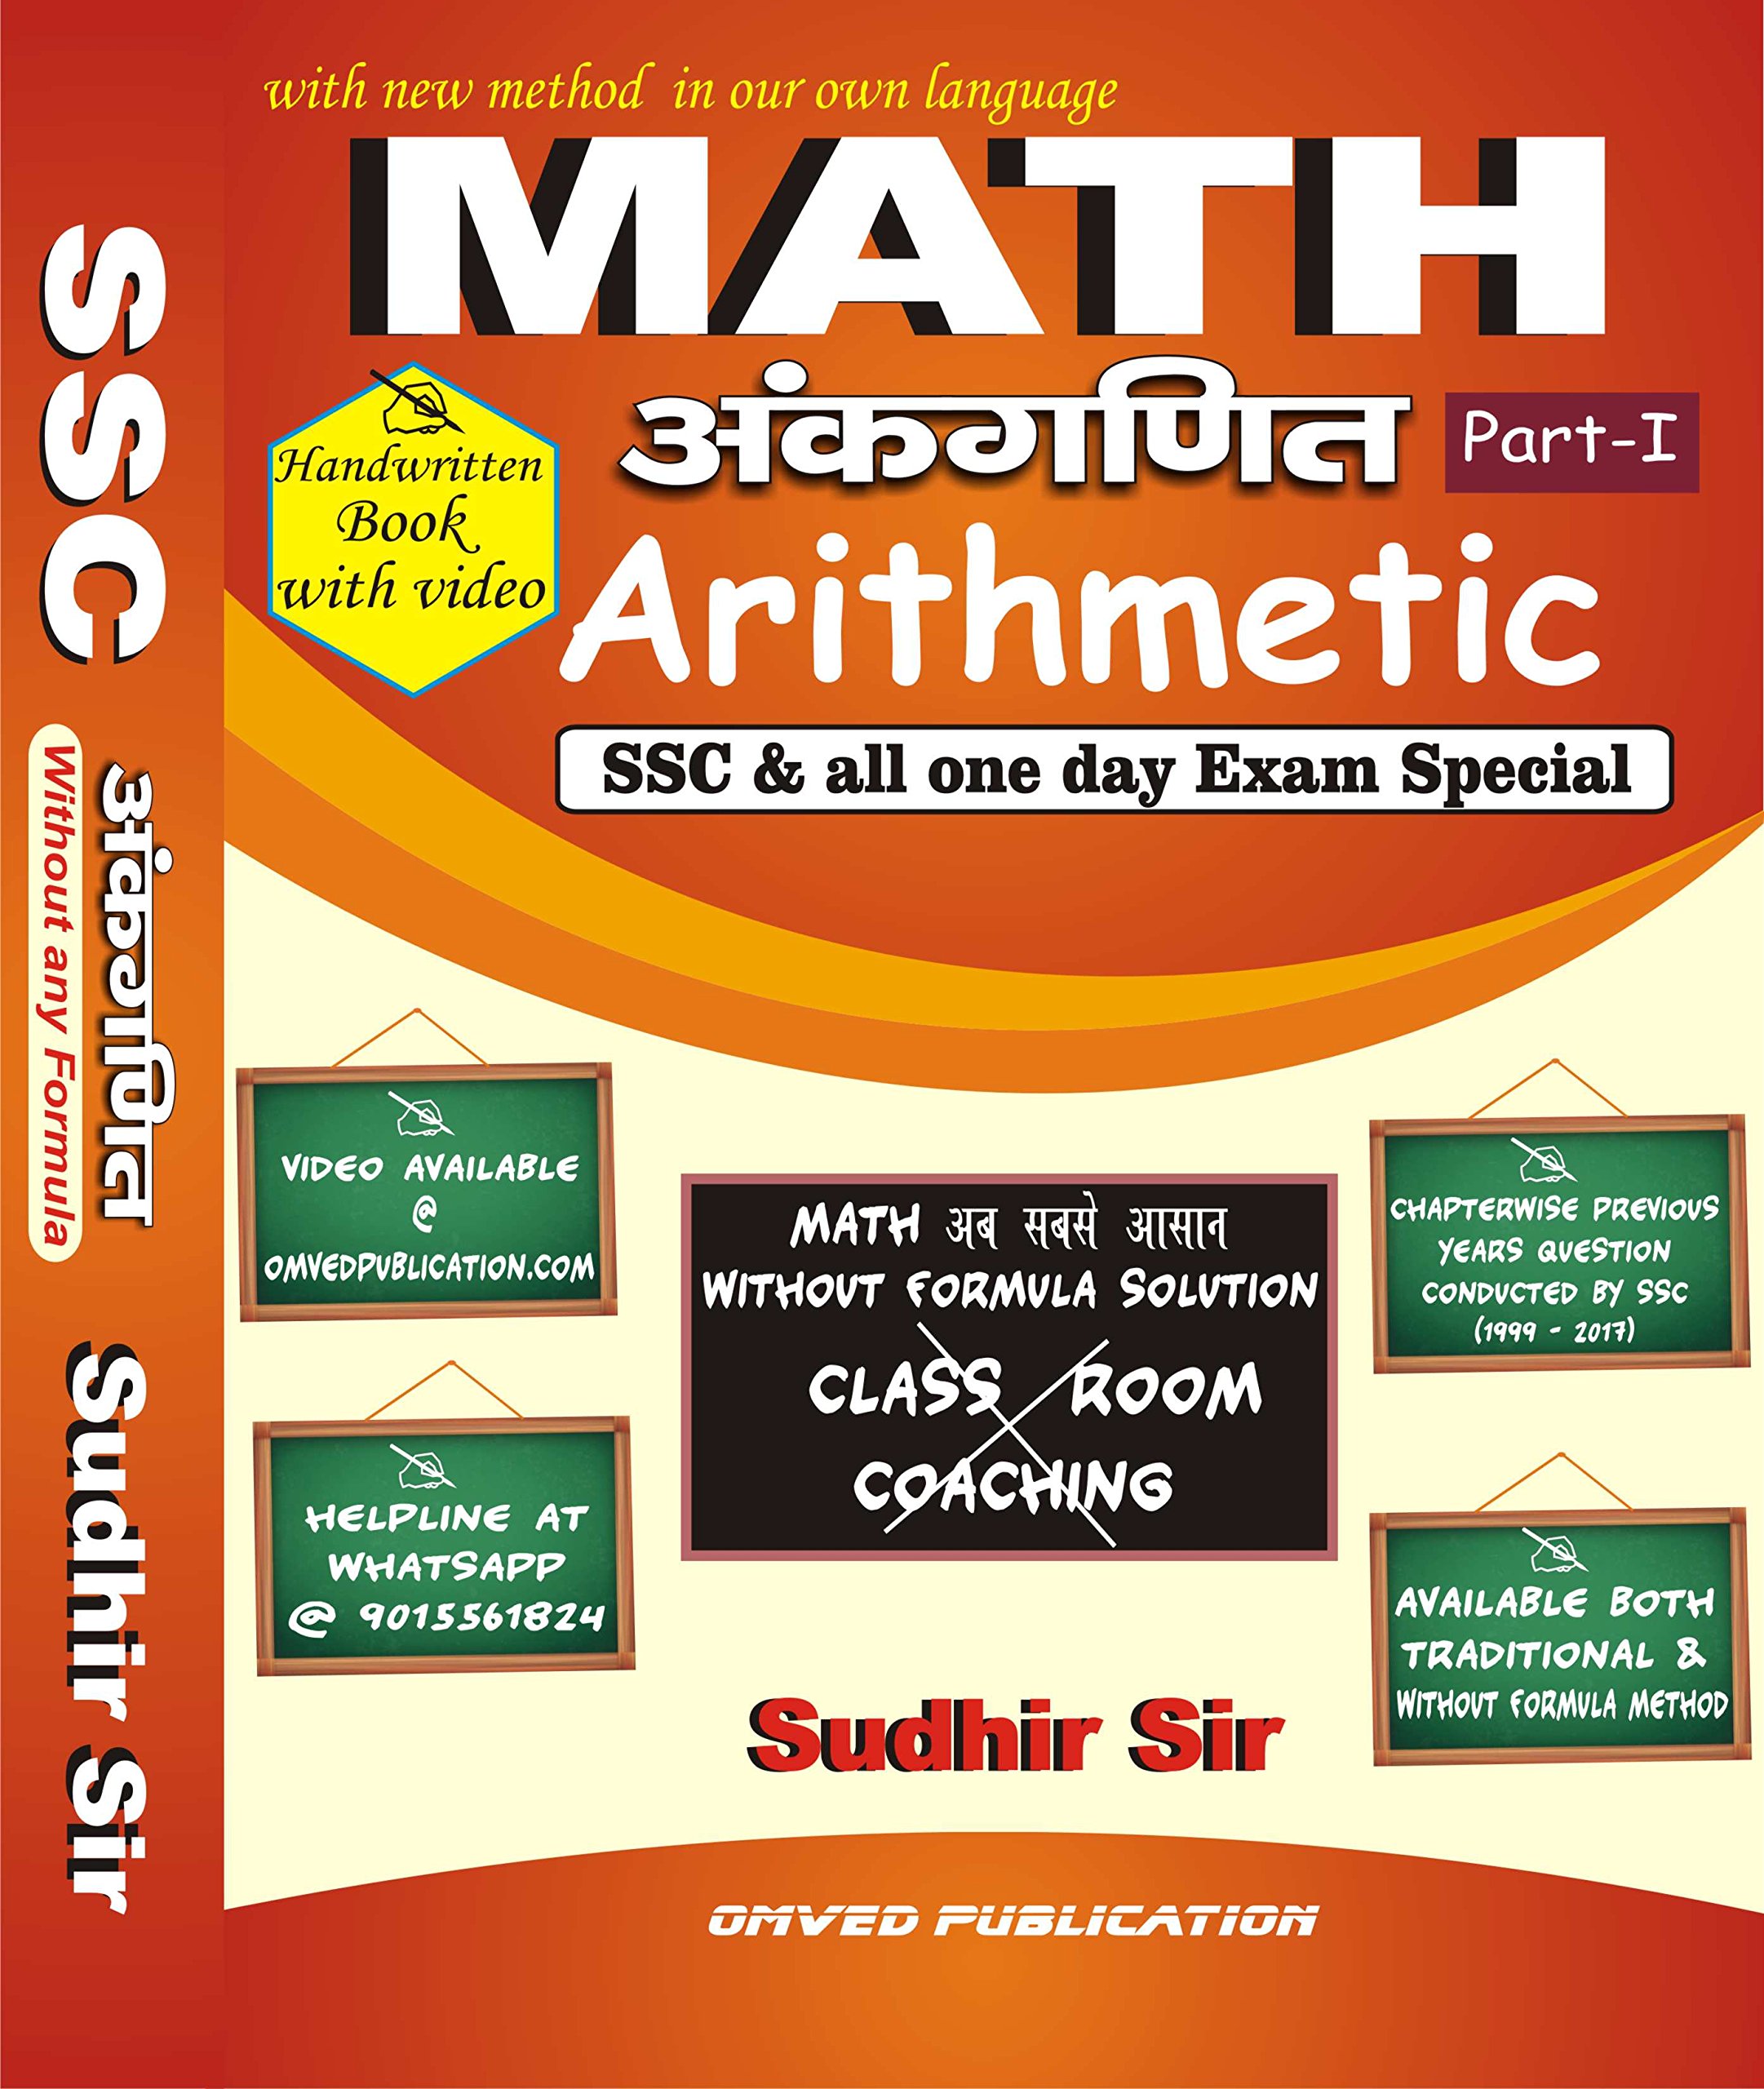 SSC
अंकगणित
Without any Formula
Sudhir Sir
with new method in our own language
MATH
अंकगणित
Part-I
Handwritten
Book
with video
Arithmetic
SSC & all one day Exam Special
VIDEO AVAILABLE
@
OMVEDPUBLICATION.COM
HELPLINE AT
WHATSAPP
@ 9015561824
MATH अब सबसे आसान
WITHOUT FORMULA SOLUTION
CLASS ROOM
COACHING
CHAPTERWISE PREVIOUS
YEARS QUESTION
CONDUCTED BY SSC
(1999 - 2017)
AVAILABLE BOTH
TRADITIONAL &
WITHOUT FORMULA METHOD
Sudhir Sir
OMVED PUBLICATION